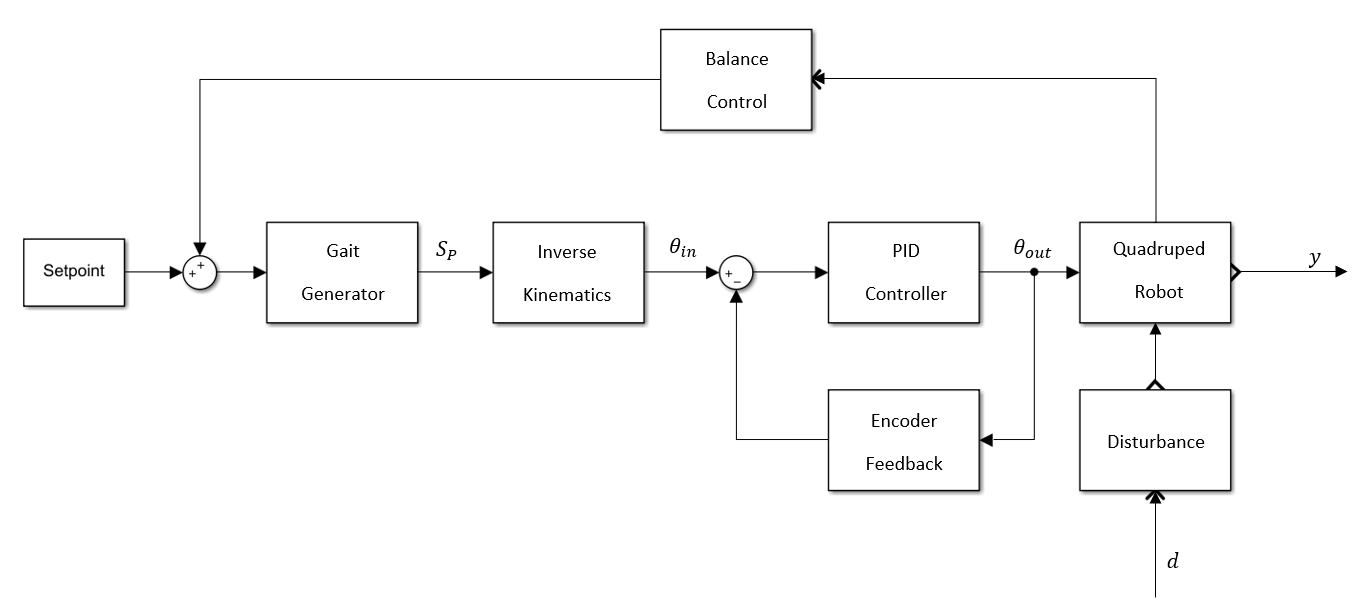 Balance
Control
Setpoint
+
+
Gait
Generator
S_P
Inverse
Kinematics
θ_in
+
−
PID
Controller
θ_out
Quadruped
Robot
y
Encoder
Feedback
Disturbance
d